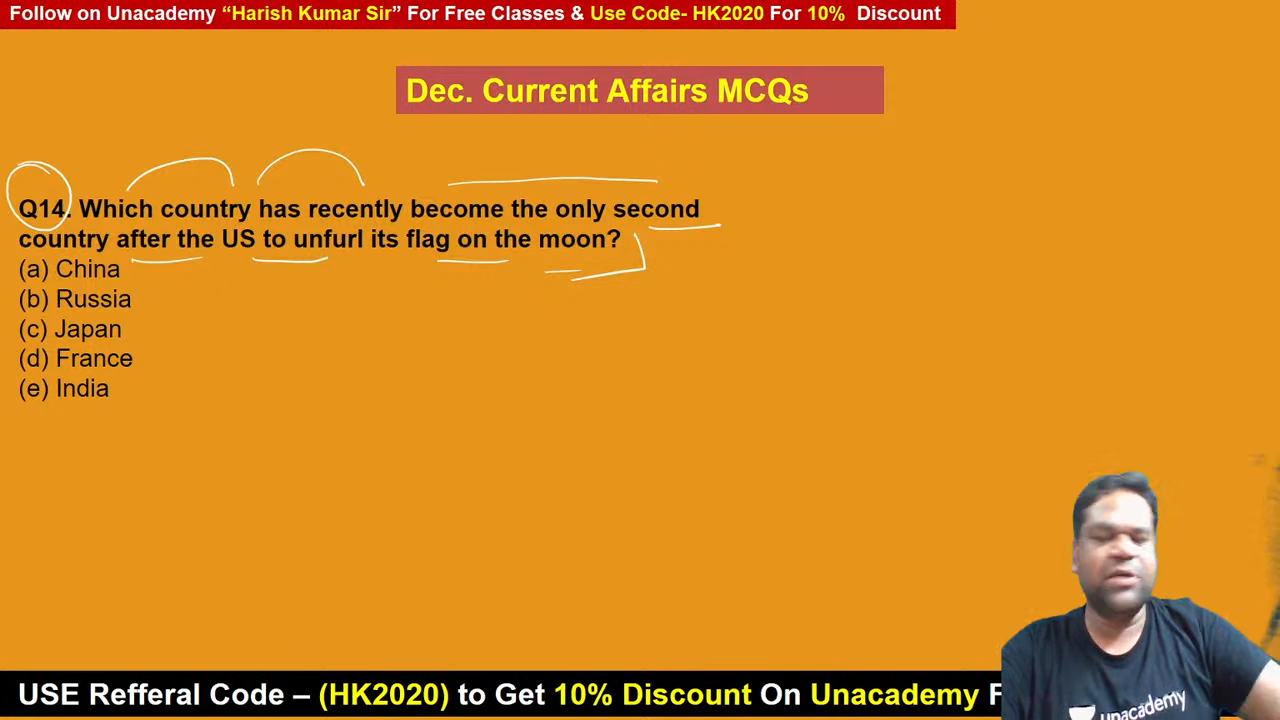 Follow on Unacademy “Harish Kumar Sir” For Free Classes & Use Code- HK2020 For 10% Discount
Dec. Current Affairs MCQs
Q14. Which country has recently become the only second
country after the US to unfurl its flag on the moon?
(a) China
(b) Russia
(c) Japan
(d) France
(e) India
unacademy
USE Refferal Code – (HK2020) to Get 10% Discount On Unacademy F